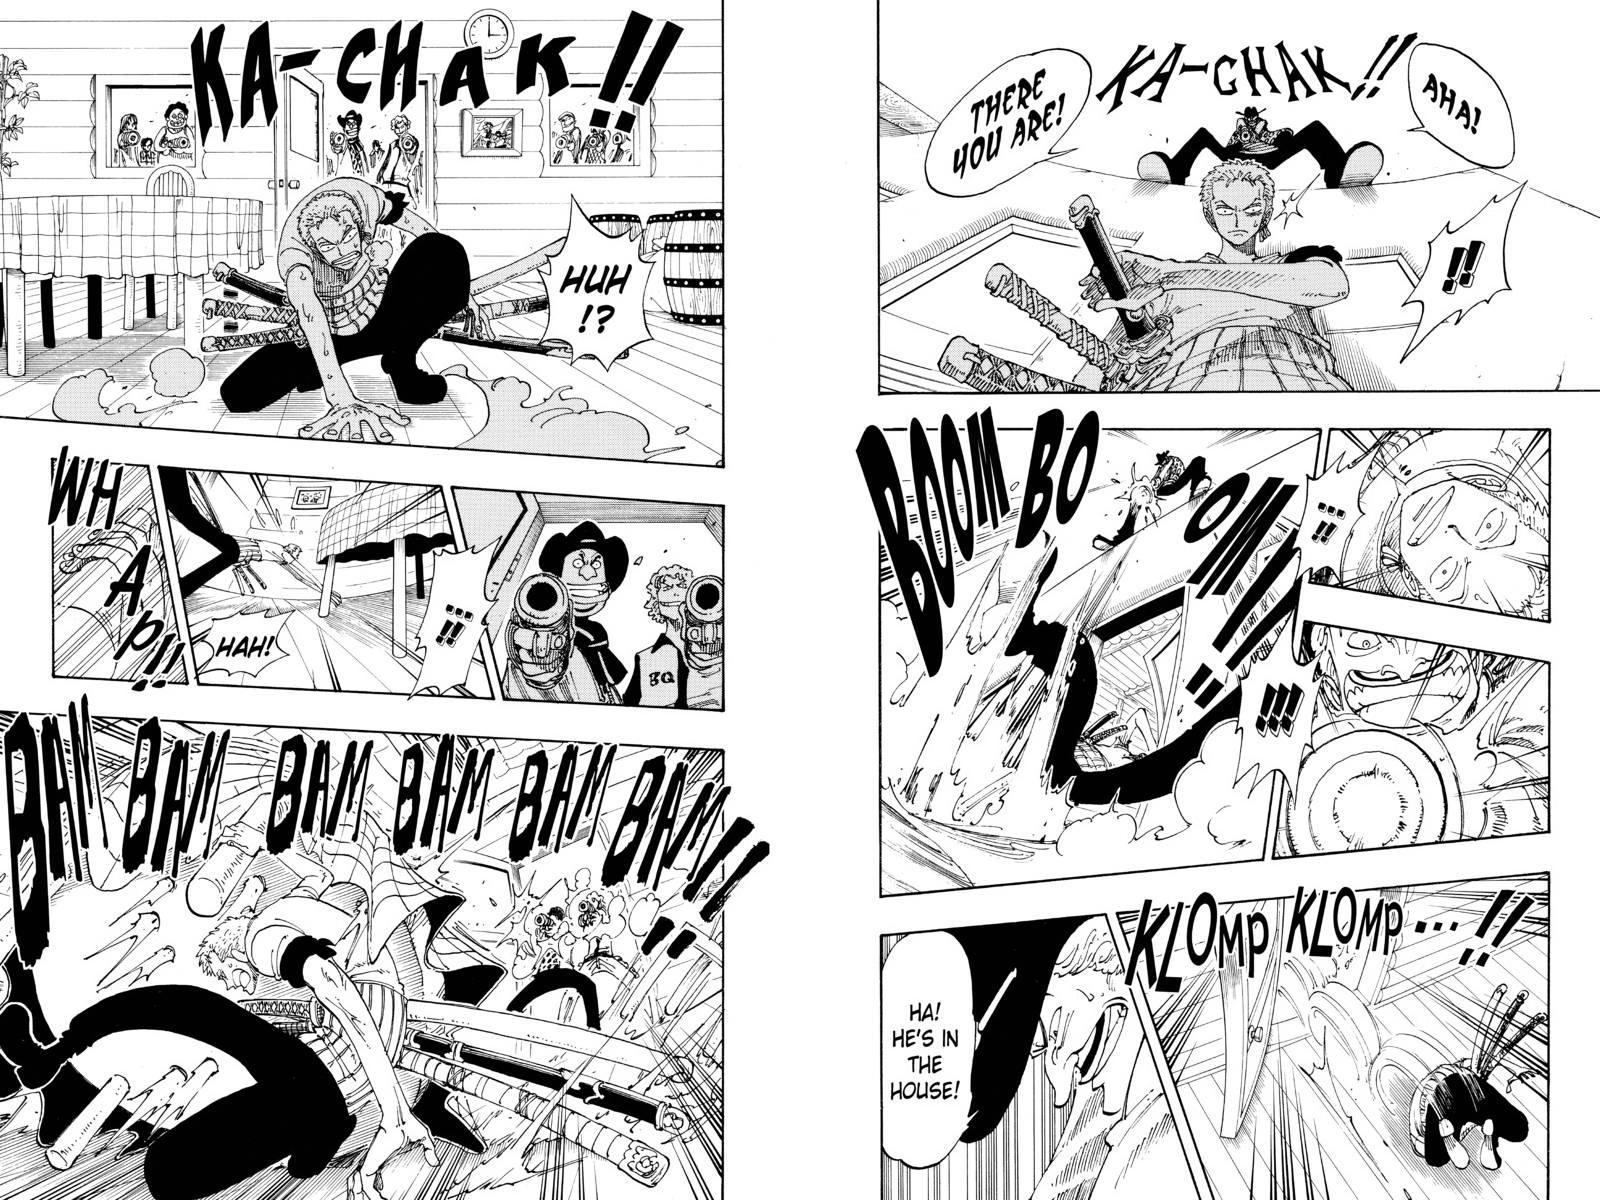 AHA!
KA-CHAK!!
THERE
YOU ARE!
!!
...!!
!!!
BOOM BO
OM!!
!!
KLOMP KLOMP...!!
HA!
HE'S IN
THE
HOUSE!
KA-CHAK!!
HUH
!?
BQ
...!!
HAH!
WH
A
P!!
BAM BAM BAM BAM BAM BAM!!
!!